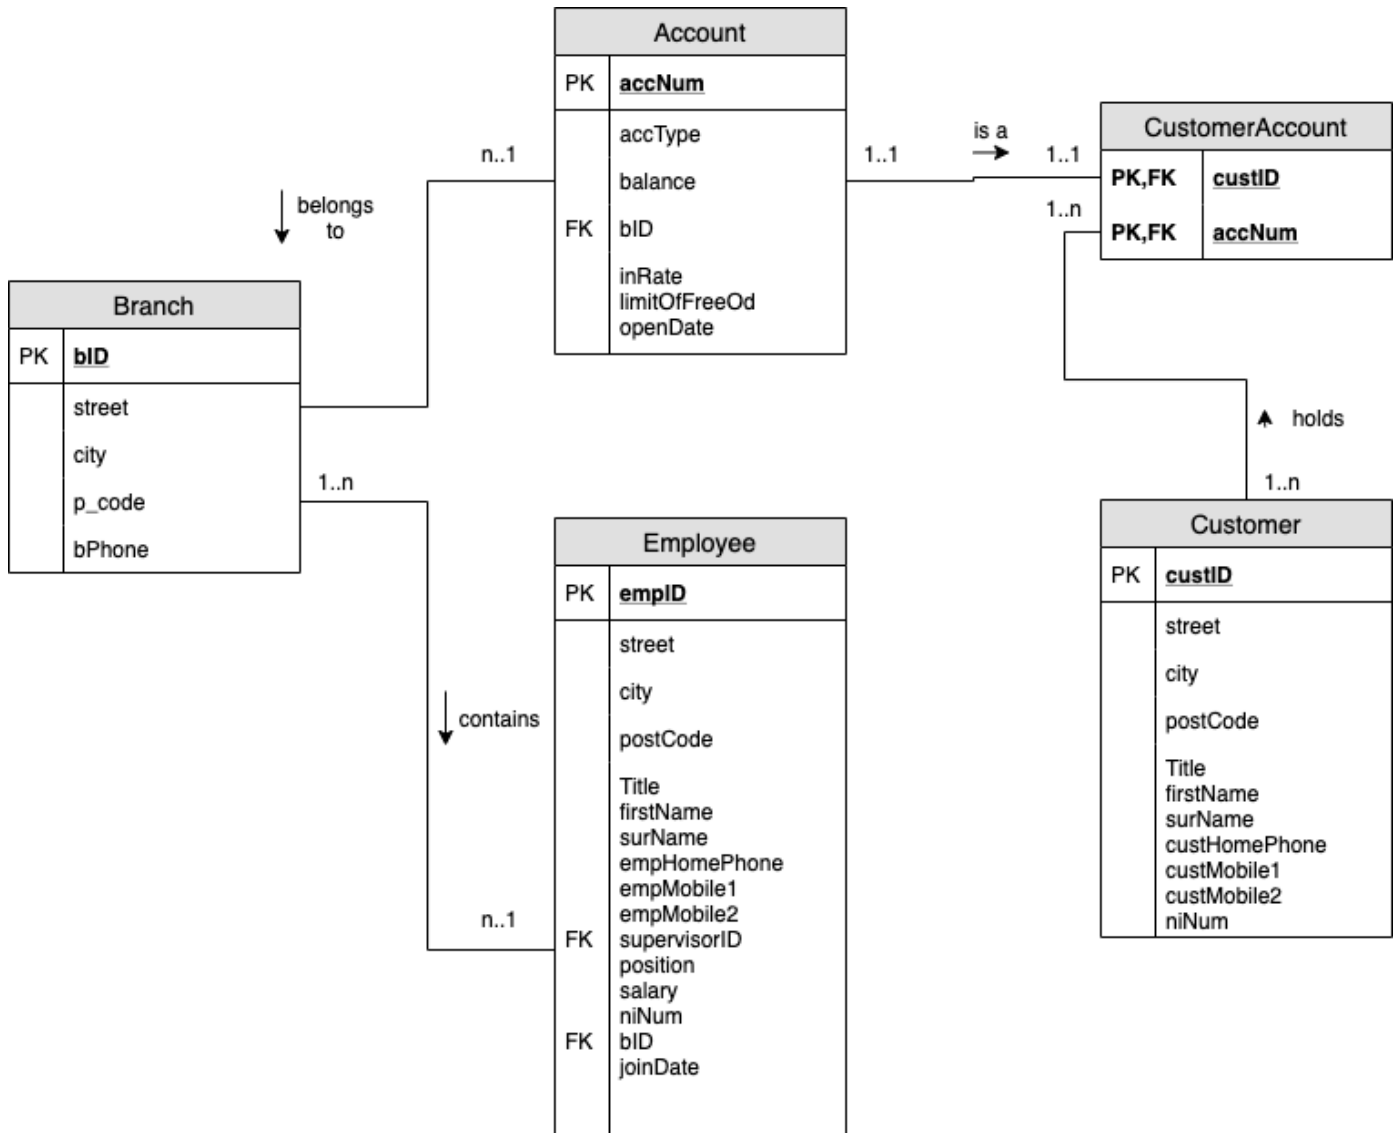 Account
PK accNum
accType
balance
FK bID
inRate
limitOfFreeOd
openDate
n..1
1..1
is a
1..1
1..n
CustomerAccount
PK,FK custID
PK,FK accNum
belongs
to
Branch
PK bID
street
city
p_code
bPhone
1..n
contains
n..1
Employee
PK empID
street
city
postCode
Title
firstName
surName
empHomePhone
empMobile1
empMobile2
FK supervisorID
position
salary
niNum
FK bID
joinDate
holds
1..n
Customer
PK custID
street
city
postCode
Title
firstName
surName
custHomePhone
custMobile1
custMobile2
niNum